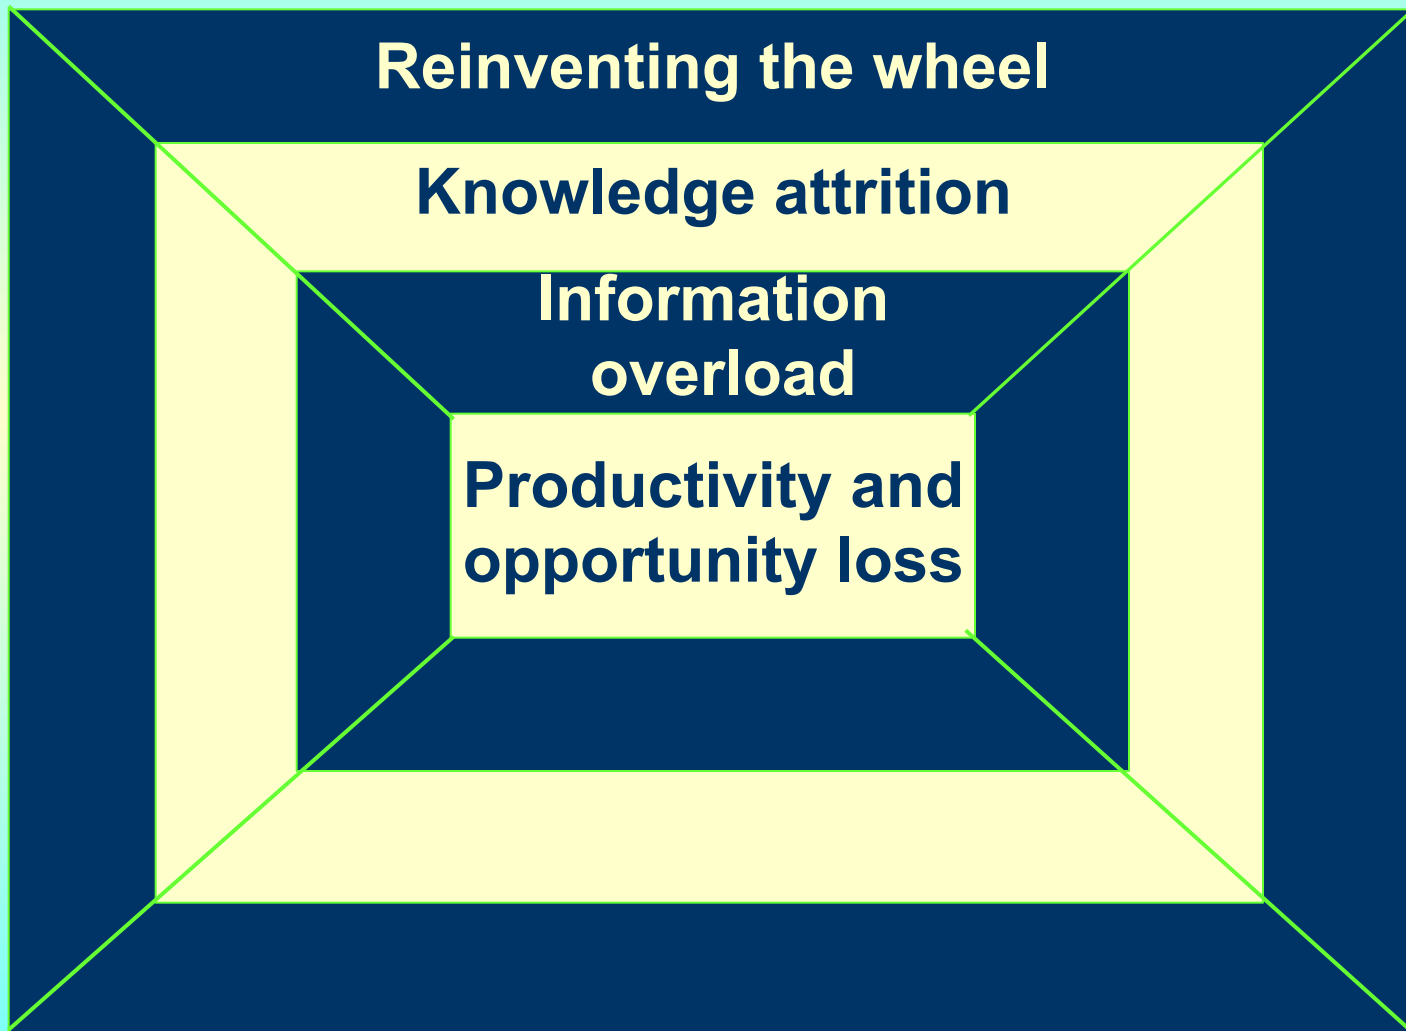 Reinventing the wheel
Knowledge attrition
Information
overload
Productivity and
opportunity loss